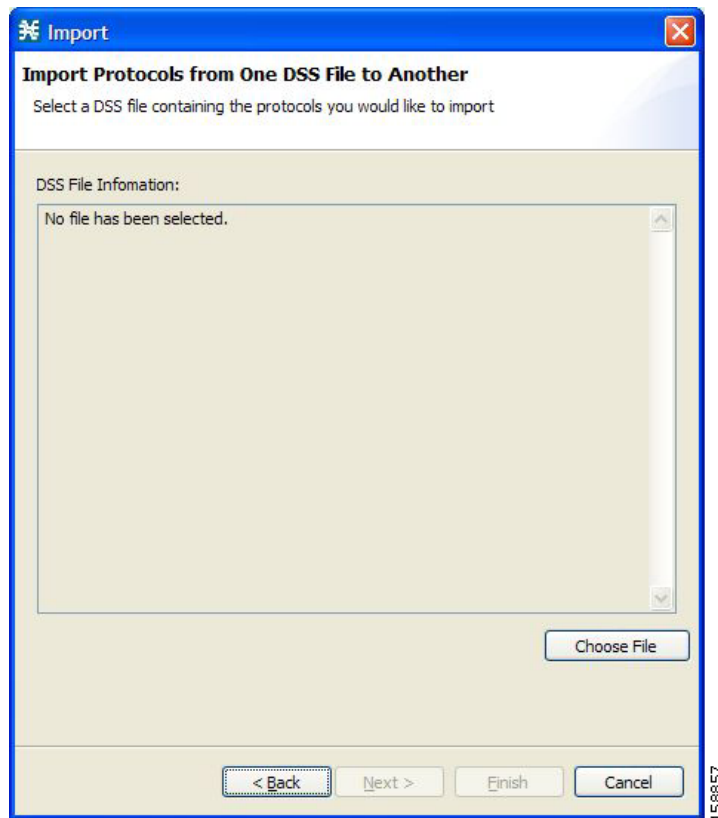 Import
Import Protocols from One DSS File to Another
Select a DSS file containing the protocols you would like to import
DSS File Infomation:
No file has been selected.
Choose File
< Back
Next >
Finish
Cancel
158857